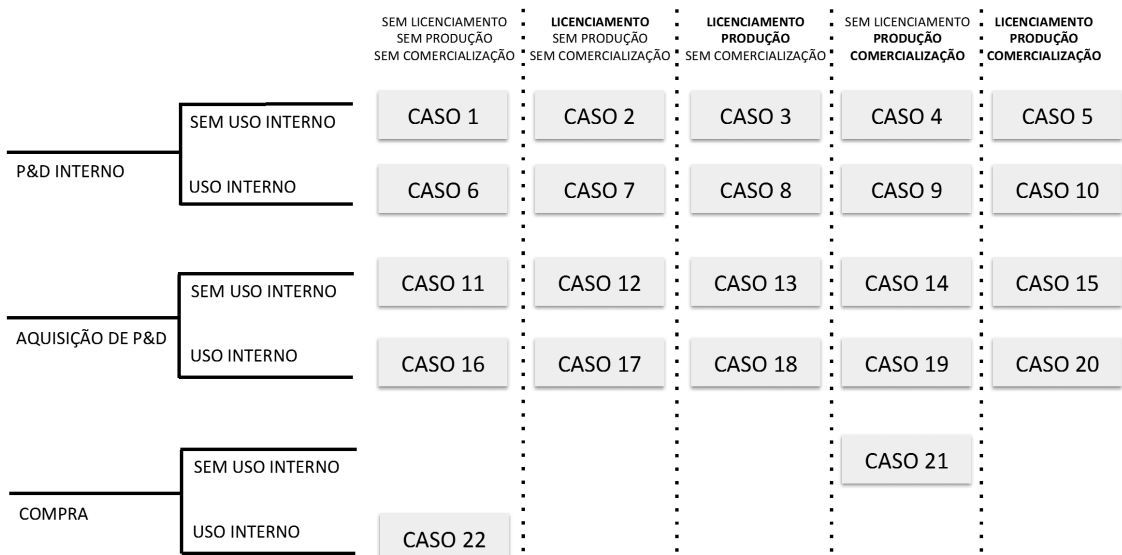 SEM LICENCIAMENTO
SEM PRODUÇÃO
SEM COMERCIALIZAÇÃO
LICENCIAMENTO
SEM PRODUÇÃO
SEM COMERCIALIZAÇÃO
LICENCIAMENTO
PRODUÇÃO
SEM COMERCIALIZAÇÃO
SEM LICENCIAMENTO
PRODUÇÃO
COMERCIALIZAÇÃO
LICENCIAMENTO
PRODUÇÃO
COMERCIALIZAÇÃO
P&D INTERNO
SEM USO INTERNO
CASO 1
CASO 2
CASO 3
CASO 4
CASO 5
USO INTERNO
CASO 6
CASO 7
CASO 8
CASO 9
CASO 10
AQUISIÇÃO DE P&D
SEM USO INTERNO
CASO 11
CASO 12
CASO 13
CASO 14
CASO 15
USO INTERNO
CASO 16
CASO 17
CASO 18
CASO 19
CASO 20
COMPRA
SEM USO INTERNO
CASO 21
USO INTERNO
CASO 22